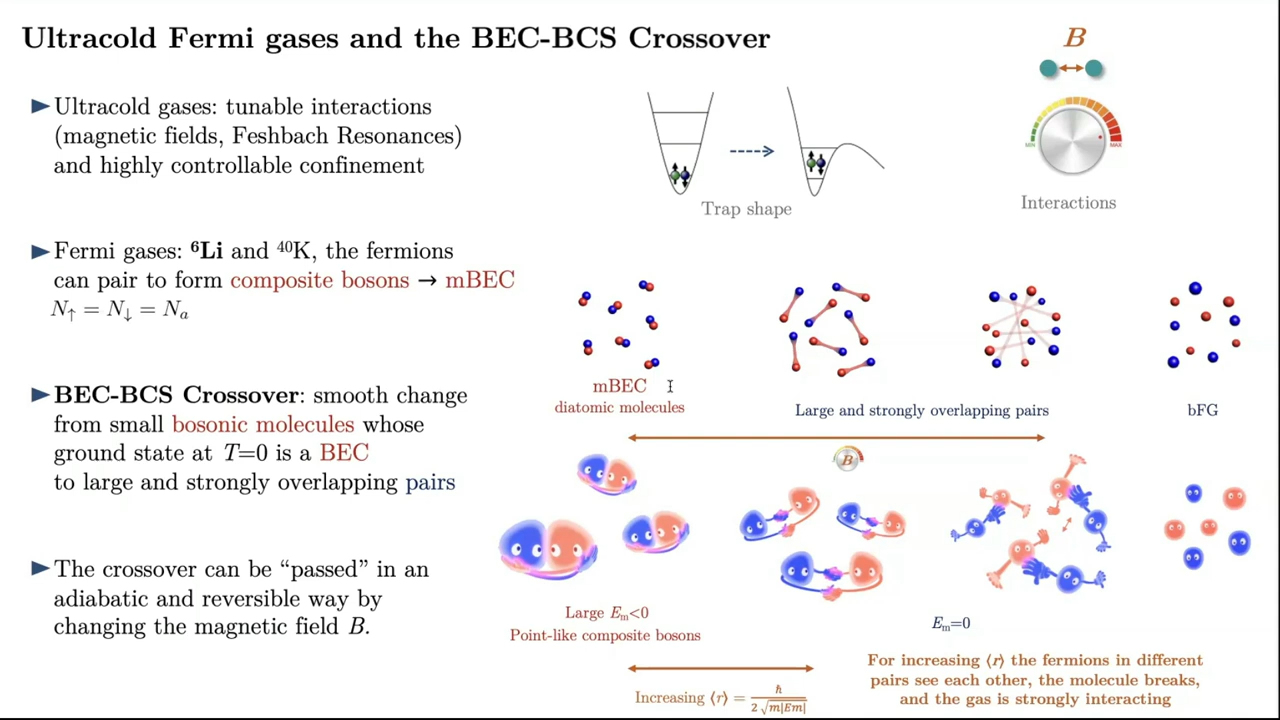 Ultracold Fermi gases and the BEC-BCS Crossover
B
► Ultracold gases: tunable interactions
(magnetic fields, Feshbach Resonances)
and highly controllable confinement
MIN
MAX
Trap shape
Interactions
► Fermi gases: ⁶Li and ⁴⁰K, the fermions
can pair to form composite bosons → mBEC
N↑ = N↓ = Nₐ
mBEC
diatomic molecules
Large and strongly overlapping pairs
bFG
► BEC-BCS Crossover: smooth change
from small bosonic molecules whose
ground state at T=0 is a BEC
to large and strongly overlapping pairs
B
► The crossover can be “passed” in an
adiabatic and reversible way by
changing the magnetic field B.
Large Eₘ<0
Point-like composite bosons
Eₘ=0
Increasing ⟨r⟩ = ℏ / 2√m|Em|
For increasing ⟨r⟩ the fermions in different
pairs see each other, the molecule breaks,
and the gas is strongly interacting